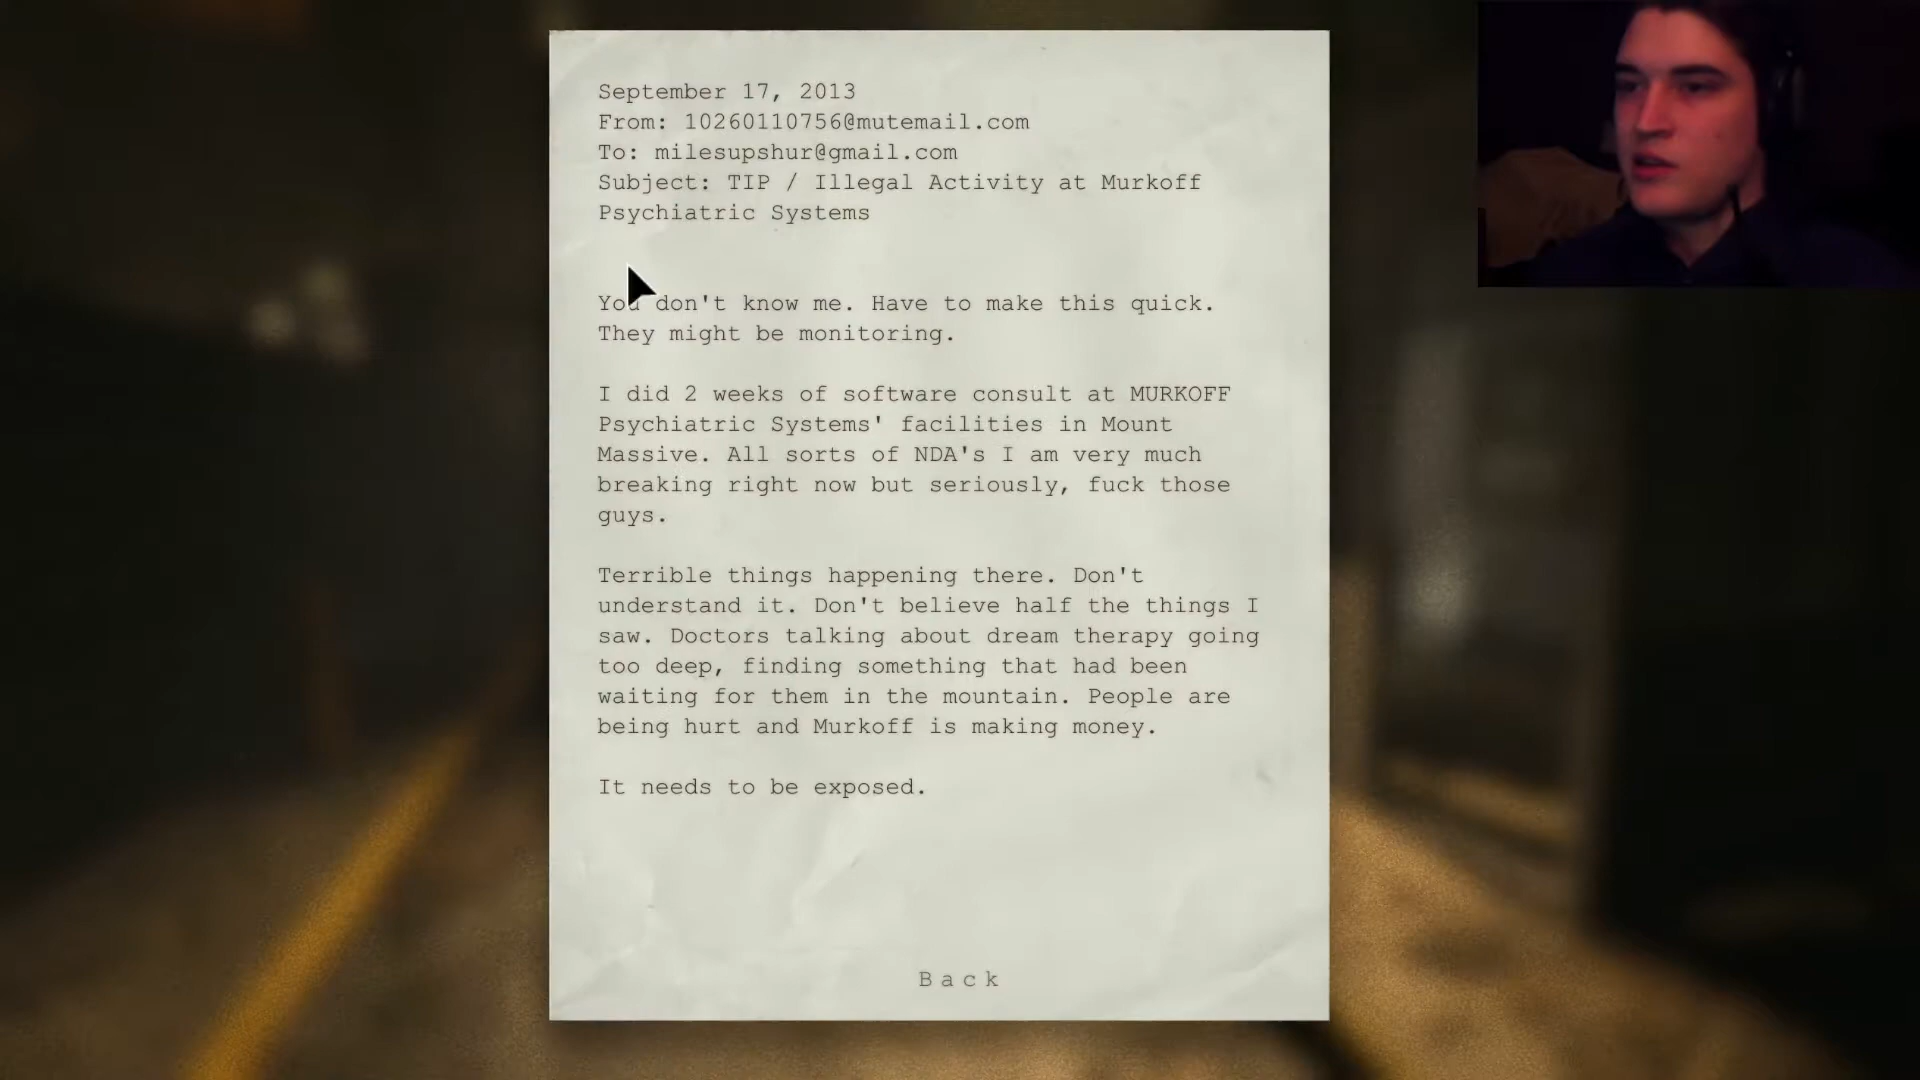 September 17, 2013
From: 10260110756@mutemail.com
To: milesupshur@gmail.com
Subject: TIP / Illegal Activity at Murkoff
Psychiatric Systems
You don't know me. Have to make this quick.
They might be monitoring.
I did 2 weeks of software consult at MURKOFF
Psychiatric Systems' facilities in Mount
Massive. All sorts of NDA's I am very much
breaking right now but seriously, fuck those
guys.
Terrible things happening there. Don't
understand it. Don't believe half the things I
saw. Doctors talking about dream therapy going
too deep, finding something that had been
waiting for them in the mountain. People are
being hurt and Murkoff is making money.
It needs to be exposed.
Back